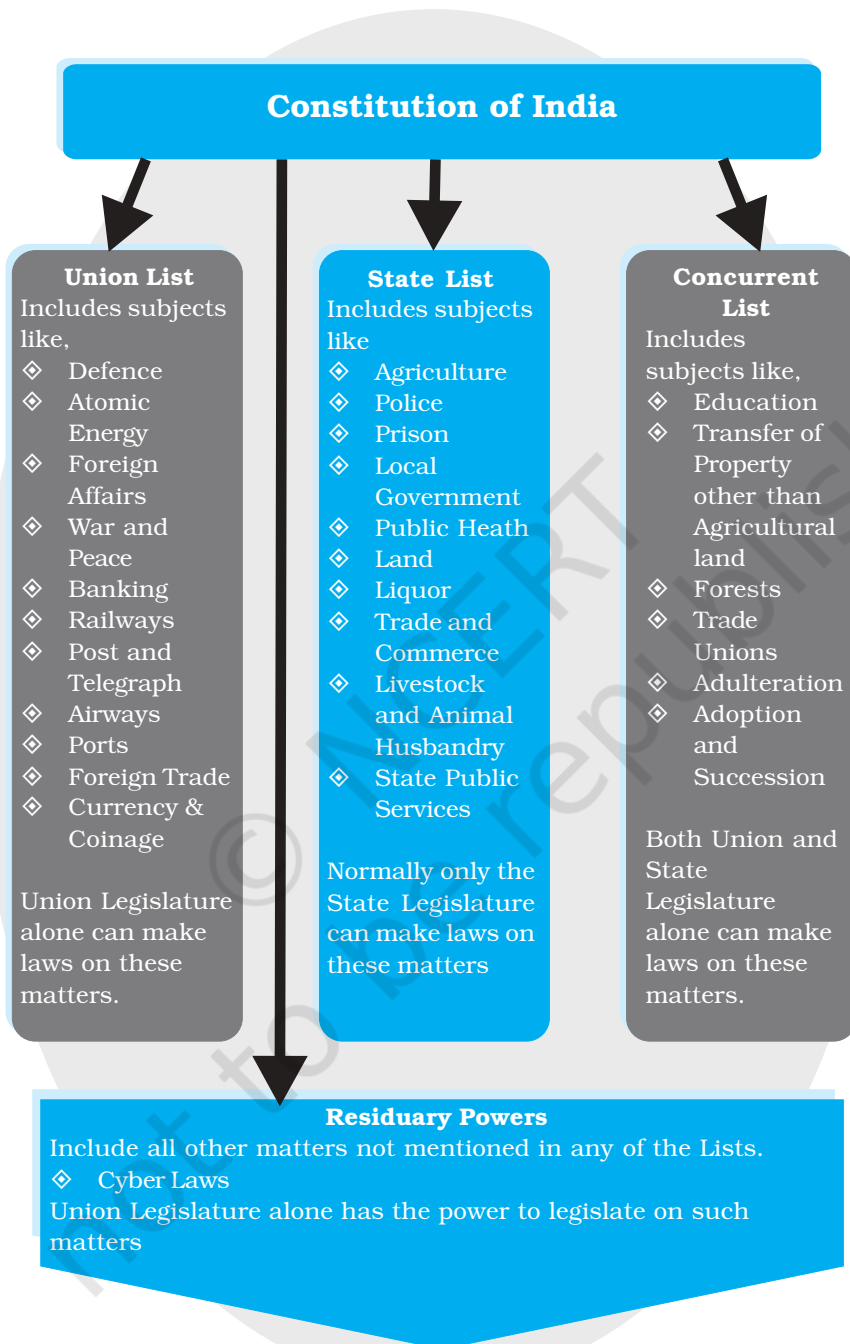 Constitution of India
Union List
Includes subjects
like,
◈ Defence
◈ Atomic
Energy
◈ Foreign
Affairs
◈ War and
Peace
◈ Banking
◈ Railways
◈ Post and
Telegraph
◈ Airways
◈ Ports
◈ Foreign Trade
◈ Currency &
Coinage
Union Legislature
alone can make
laws on these
matters.
State List
Includes subjects
like
◈ Agriculture
◈ Police
◈ Prison
◈ Local
Government
◈ Public Heath
◈ Land
◈ Liquor
◈ Trade and
Commerce
◈ Livestock
and Animal
Husbandry
◈ State Public
Services
Normally only the
State Legislature
can make laws on
these matters
Concurrent
List
Includes
subjects like,
◈ Education
◈ Transfer of
Property
other than
Agricultural
land
◈ Forests
◈ Trade
Unions
◈ Adulteration
◈ Adoption
and
Succession
Both Union and
State
Legislature
alone can make
laws on these
matters.
Residuary Powers
Include all other matters not mentioned in any of the Lists.
◈ Cyber Laws
Union Legislature alone has the power to legislate on such
matters
© NCERT
not to be republish